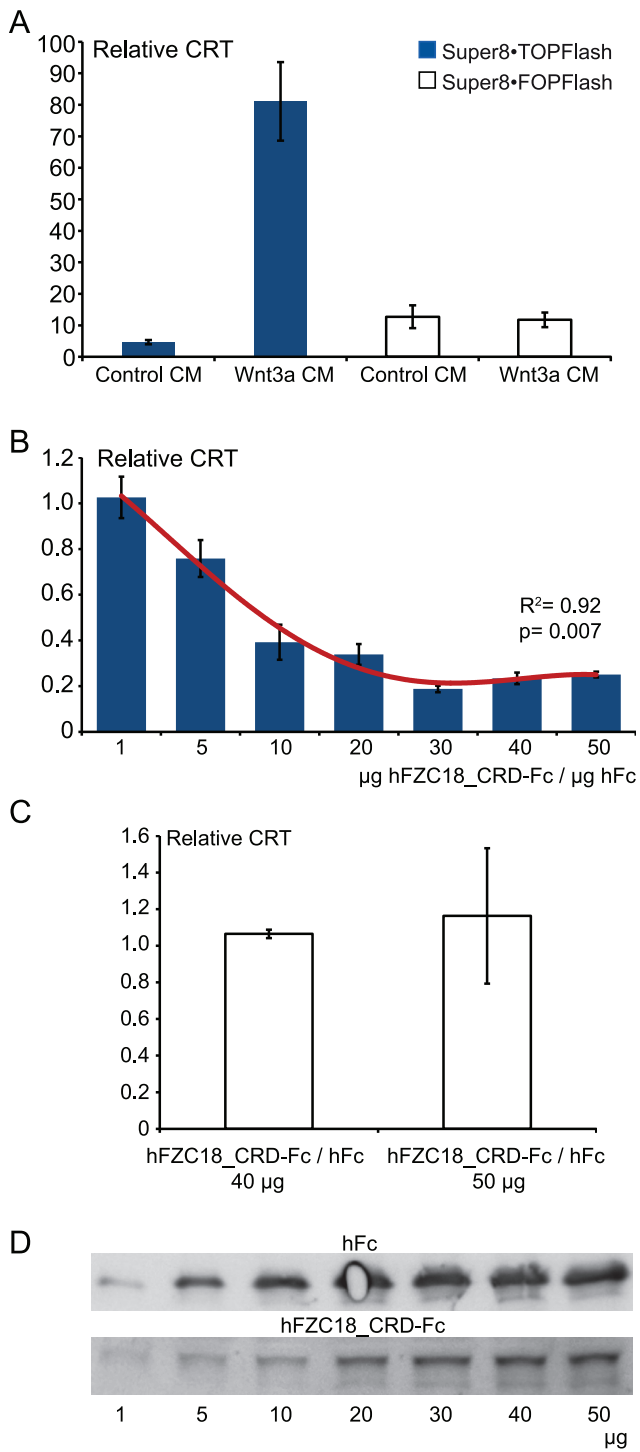 A
Relative CRT
Super8•TOPFlash
Super8•FOPFlash
100
90
80
70
60
50
40
30
20
10
0
Control CM Wnt3a CM Control CM Wnt3a CM
B
Relative CRT
1.2
1.0
0.8
0.6
0.4
0.2
0
R²= 0.92
p= 0.007
1 5 10 20 30 40 50
µg hFZC18_CRD-Fc / µg hFc
C
Relative CRT
1.6
1.4
1.2
1.0
0.8
0.6
0.4
0.2
0
hFZC18_CRD-Fc / hFc hFZC18_CRD-Fc / hFc
40 µg 50 µg
D
hFc
hFZC18_CRD-Fc
1 5 10 20 30 40 50
µg